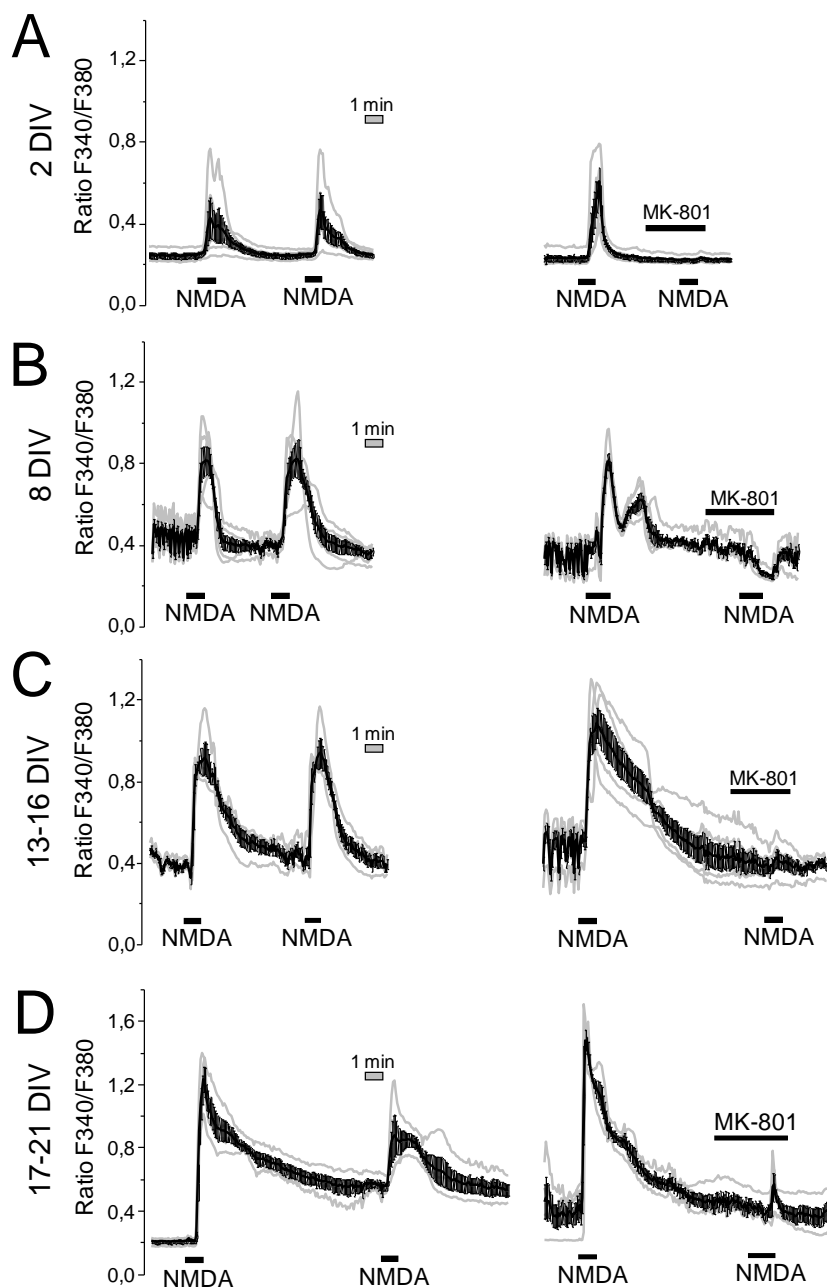 A
2 DIV
Ratio F340/F380
1,2
0,8
0,4
0,0
1 min
MK-801
NMDA
NMDA
NMDA
NMDA
B
8 DIV
Ratio F340/F380
1,2
0,8
0,4
0,0
1 min
MK-801
NMDA
NMDA
NMDA
NMDA
C
13-16 DIV
Ratio F340/F380
1,2
0,8
0,4
0,0
1 min
MK-801
NMDA
NMDA
NMDA
NMDA
D
17-21 DIV
Ratio F340/F380
1,6
1,2
0,8
0,4
0,0
1 min
MK-801
NMDA
NMDA
NMDA
NMDA